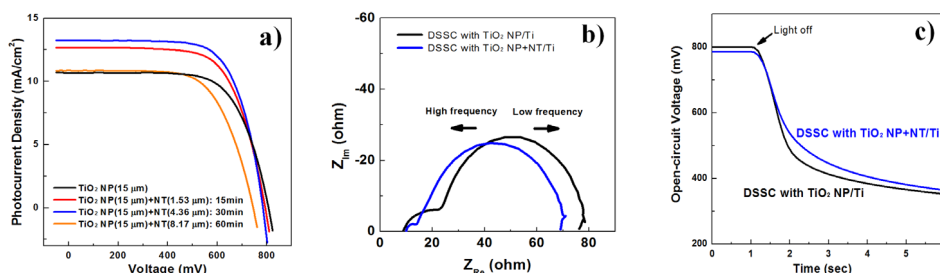 a)
Photocurrent Density (mA/cm²)
15
10
5
0
TiO₂ NP(15 μm)
TiO₂ NP(15 μm)+NT(1.53 μm): 15min
TiO₂ NP(15 μm)+NT(4.36 μm): 30min
TiO₂ NP(15 μm)+NT(8.17 μm): 60min
0
200
400
600
800
Voltage (mV)
b)
DSSC with TiO₂ NP/Ti
DSSC with TiO₂ NP+NT/Ti
High frequency
Low frequency
Z_Im (ohm)
-60
-40
-20
0
0
20
40
60
80
Z_Re (ohm)
c)
Light off
DSSC with TiO₂ NP+NT/Ti
DSSC with TiO₂ NP/Ti
Open-circuit Voltage (mV)
1000
800
600
400
200
0
1
2
3
4
5
Time (sec)